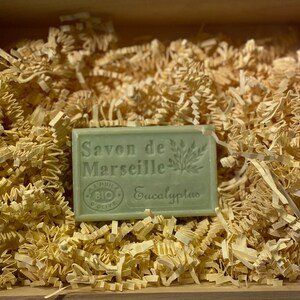 Savon de
Marseille
BIO
Eucalyptus